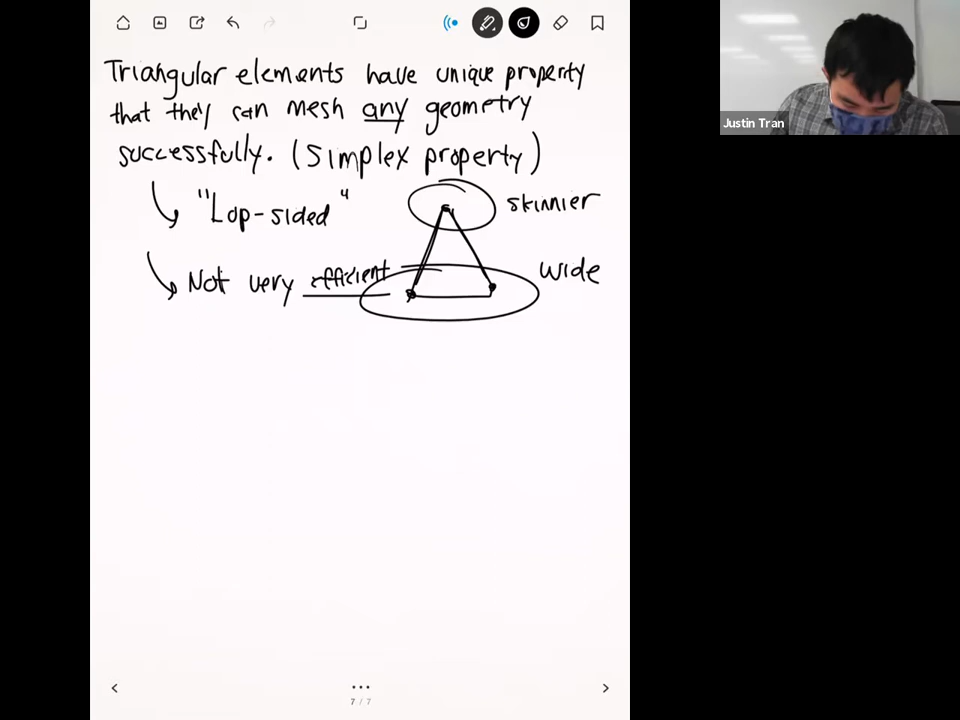 Triangular elements have unique property
that they can mesh any geometry
successfully. (Simplex property)
"Lop-sided"
skinnier
Not very efficient
wide
7 / 7
Justin Tran